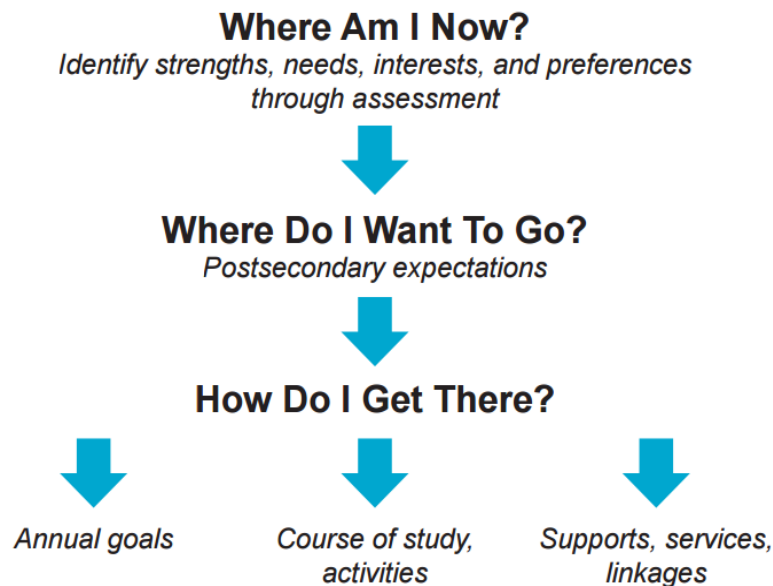 Where Am I Now?
Identify strengths, needs, interests, and preferences
through assessment
Where Do I Want To Go?
Postsecondary expectations
How Do I Get There?
Annual goals
Course of study,
activities
Supports, services,
linkages